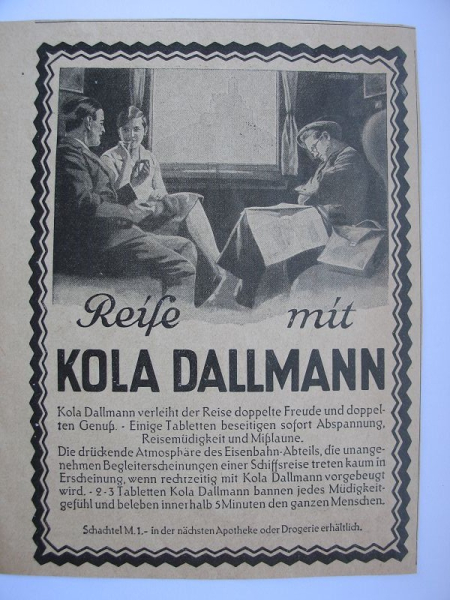 Reiſe mit
KOLA DALLMANN
Kola Dallmann verleiht der Reise doppelte Freude und doppel-
ten Genuß. - Einige Tabletten beseitigen sofort Abspannung,
Reisemüdigkeit und Mißlaune.
Die drückende Atmosphäre des Eisenbahn-Abteils, die unange-
nehmen Begleiterscheinungen einer Schiffsreise treten kaum in
Erscheinung, wenn rechtzeitig mit Kola Dallmann vorgebeugt
wird. - 2-3 Tabletten Kola Dallmann bannen jedes Müdigkeit-
gefühl und beleben innerhalb 5 Minuten den ganzen Menschen.
Schachtel M. 1.- in der nächsten Apotheke oder Drogerie erhältlich.